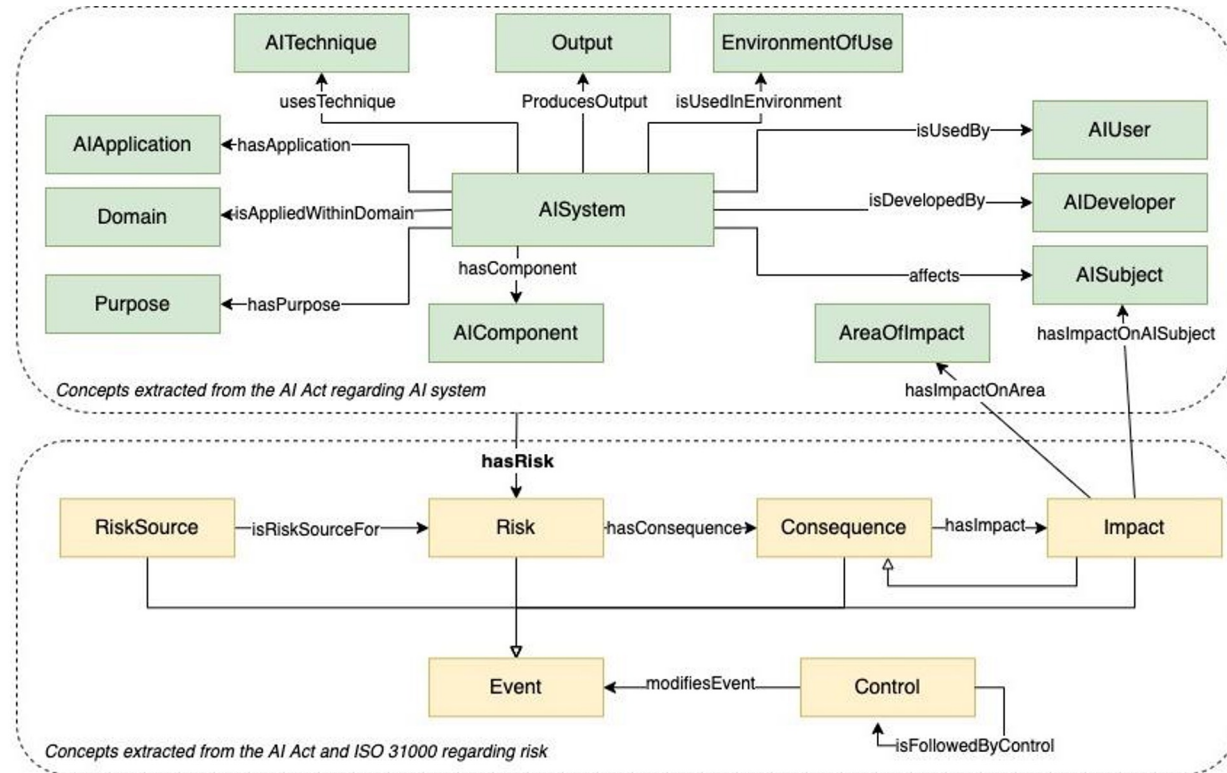 AITechnique
Output
EnvironmentOfUse
usesTechnique
ProducesOutput
isUsedInEnvironment
AIApplication
hasApplication
isUsedBy
AIUser
Domain
isAppliedWithinDomain
AISystem
isDevelopedBy
AIDeveloper
hasComponent
affects
AISubject
Purpose
hasPurpose
AIComponent
AreaOfImpact
hasImpactOnAISubject
Concepts extracted from the AI Act regarding AI system
hasImpactOnArea
hasRisk
RiskSource
isRiskSourceFor
Risk
hasConsequence
Consequence
hasImpact
Impact
Event
modifiesEvent
Control
isFollowedByControl
Concepts extracted from the AI Act and ISO 31000 regarding risk